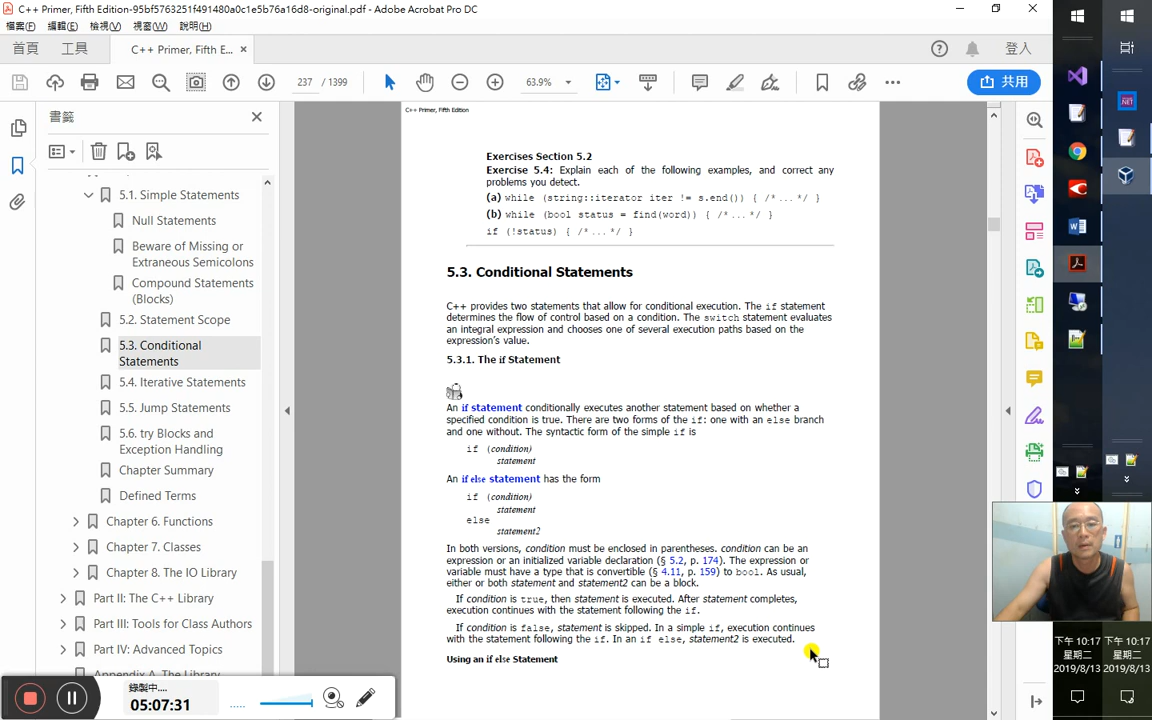 C++ Primer, Fifth Edition-95bf5763251f491480a0c1e5b76a16d8-original.pdf - Adobe Acrobat Pro DC
檔案(F) 編輯(E) 檢視(V) 視窗(W) 說明(H)
首頁 工具 C++ Primer, Fifth E... × 登入
237 / 1399 63.9% 共用
書籤
5.1. Simple Statements
Null Statements
Beware of Missing or
Extraneous Semicolons
Compound Statements
(Blocks)
5.2. Statement Scope
5.3. Conditional
Statements
5.4. Iterative Statements
5.5. Jump Statements
5.6. try Blocks and
Exception Handling
Chapter Summary
Defined Terms
Chapter 6. Functions
Chapter 7. Classes
Chapter 8. The IO Library
Part II: The C++ Library
Part III: Tools for Class Authors
Part IV: Advanced Topics
Appendix A. The Library
C++ Primer, Fifth Edition
Exercises Section 5.2
Exercise 5.4: Explain each of the following examples, and correct any
problems you detect.
(a) while (string::iterator iter != s.end()) { /*...*/ }
(b) while (bool status = find(word)) { /*...*/ }
if (!status) { /*...*/ }
5.3. Conditional Statements
C++ provides two statements that allow for conditional execution. The if statement
determines the flow of control based on a condition. The switch statement evaluates
an integral expression and chooses one of several execution paths based on the
expression's value.
5.3.1. The if Statement
An if statement conditionally executes another statement based on whether a
specified condition is true. There are two forms of the if: one with an else branch
and one without. The syntactic form of the simple if is
if (condition)
statement
An if else statement has the form
if (condition)
statement
else
statement2
In both versions, condition must be enclosed in parentheses. condition can be an
expression or an initialized variable declaration (§ 5.2, p. 174). The expression or
variable must have a type that is convertible (§ 4.11, p. 159) to bool. As usual,
either or both statement and statement2 can be a block.
If condition is true, then statement is executed. After statement completes,
execution continues with the statement following the if.
If condition is false, statement is skipped. In a simple if, execution continues
with the statement following the if. In an if else, statement2 is executed.
Using an if else Statement
錄製中....
05:07:31
下午 10:17 下午 10:17
星期二 星期二
2019/8/13 2019/8/13